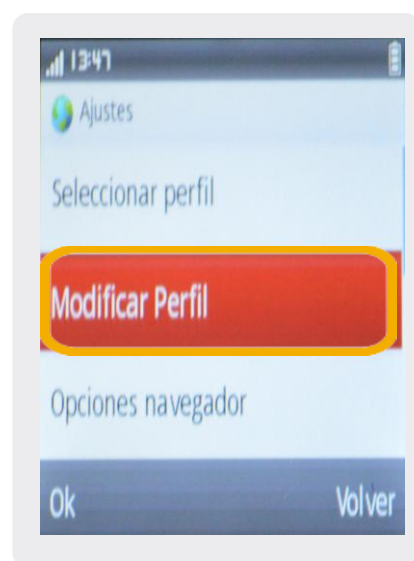 13:47
Ajustes
Seleccionar perfil
Modificar Perfil
Opciones navegador
Ok Volver